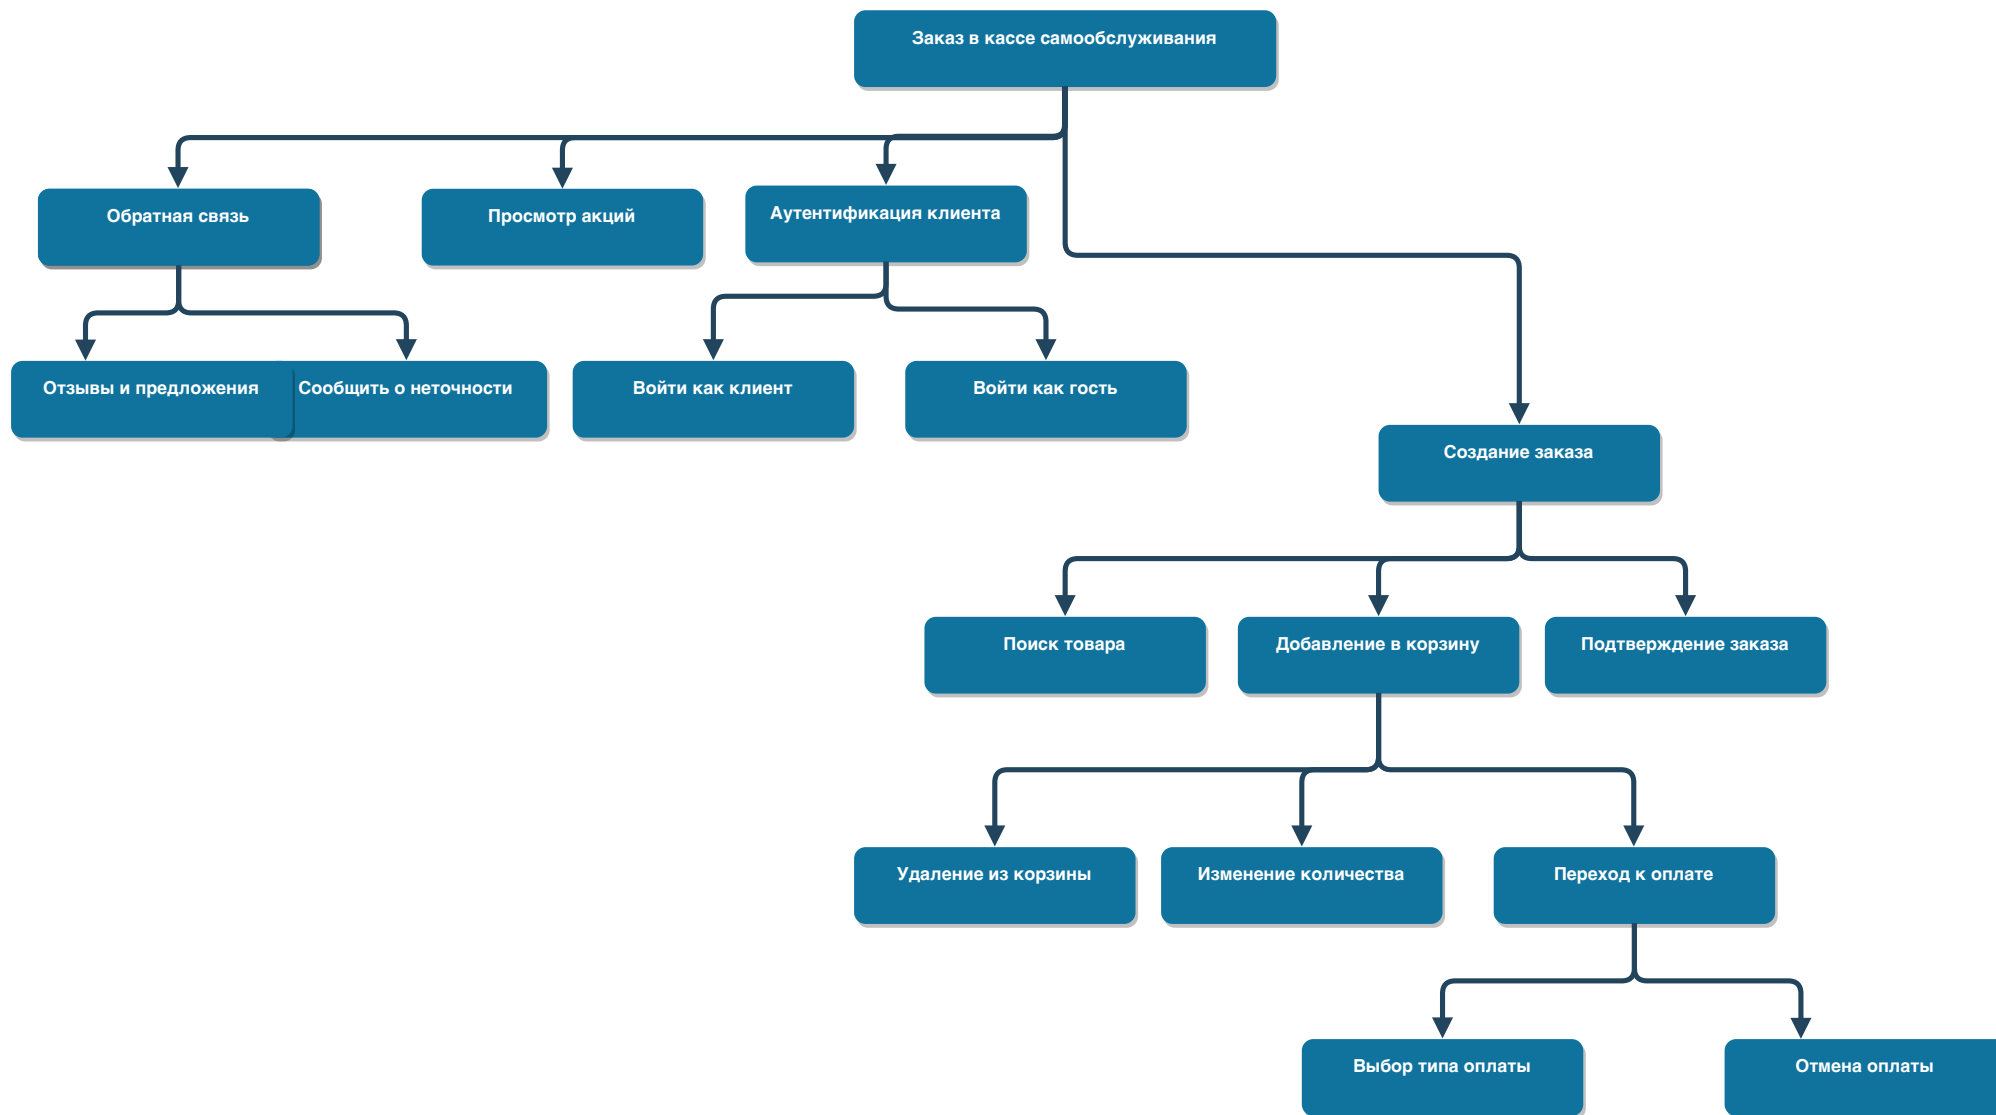 Заказ в кассе самообслуживания
Обратная связь
Просмотр акций
Аутентификация клиента
Отзывы и предложения
Сообщить о неточности
Войти как клиент
Войти как гость
Создание заказа
Поиск товара
Добавление в корзину
Подтверждение заказа
Удаление из корзины
Изменение количества
Переход к оплате
Выбор типа оплаты
Отмена оплаты